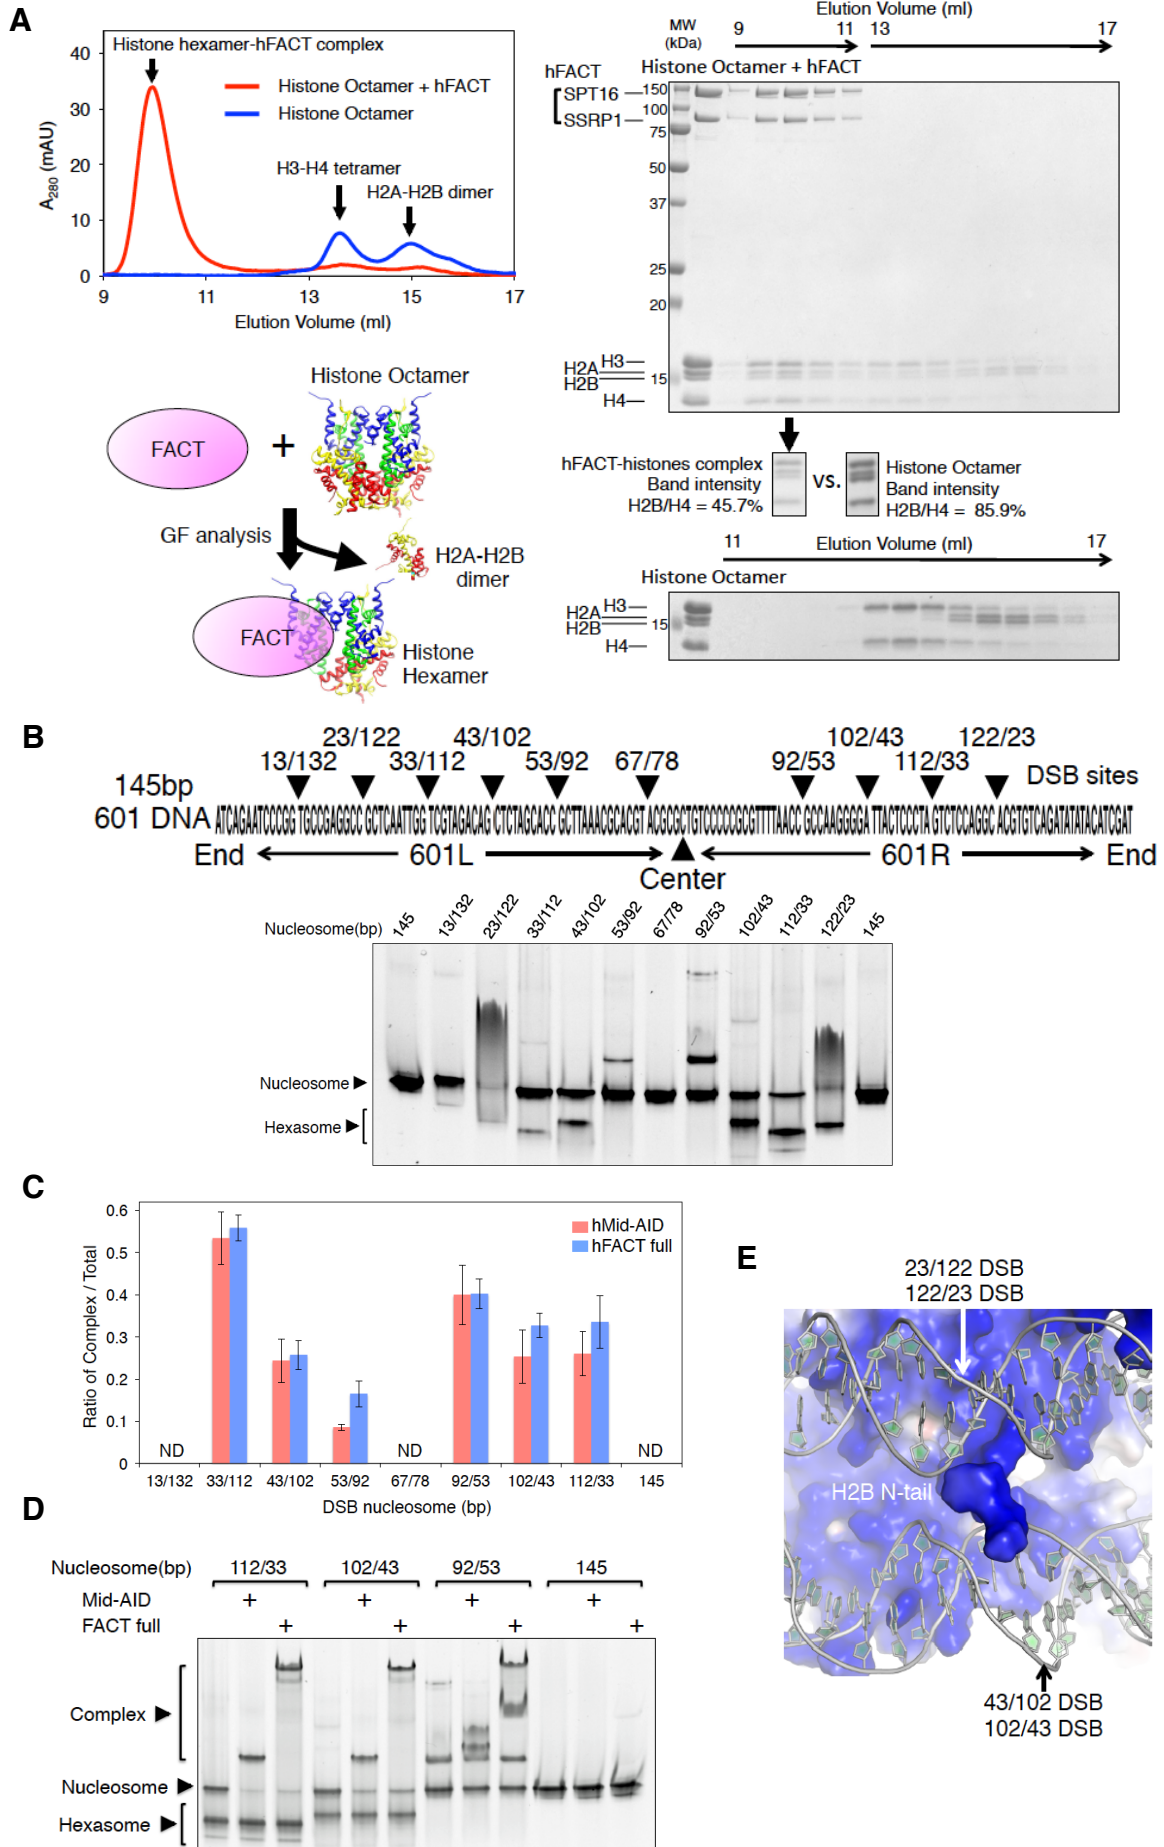 A
Histone hexamer-hFACT complex
Histone Octamer + hFACT
Histone Octamer
H3-H4 tetramer
H2A-H2B dimer
A280 (mAU)
40
30
20
10
0
9 11 13 15 17
Elution Volume (ml)
Elution Volume (ml)
MW (kDa)
9 11 13 17
hFACT
Histone Octamer + hFACT
SPT16
SSRP1
150
100
75
50
37
25
20
15
H3
H2A
H2B
H4
hFACT-histones complex
Band intensity
H2B/H4 = 45.7%
vs.
Histone Octamer
Band intensity
H2B/H4 = 85.9%
11 Elution Volume (ml) 17
Histone Octamer
H3
H2A
H2B
15
H4
Histone Octamer
FACT
+
GF analysis
H2A-H2B
dimer
FACT
Histone
Hexamer
B
23/122 43/102 102/43 122/23
13/132 33/112 53/92 67/78 92/53 112/33 DSB sites
145bp
601 DNA
End 601L 601R End
Center
Nucleosome(bp) 145 13/132 23/122 33/112 43/102 53/92 67/78 92/53 102/43 112/33 122/23 145
Nucleosome
Hexasome
C
Ratio of Complex / Total
0.6
0.5
0.4
0.3
0.2
0.1
0
hMid-AID
hFACT full
ND ND ND
13/132 33/112 43/102 53/92 67/78 92/53 102/43 112/33 145
DSB nucleosome (bp)
D
Nucleosome(bp) 112/33 102/43 92/53 145
Mid-AID + + + +
FACT full + + + +
Complex
Nucleosome
Hexasome
E
23/122 DSB
122/23 DSB
H2B N-tail
43/102 DSB
102/43 DSB